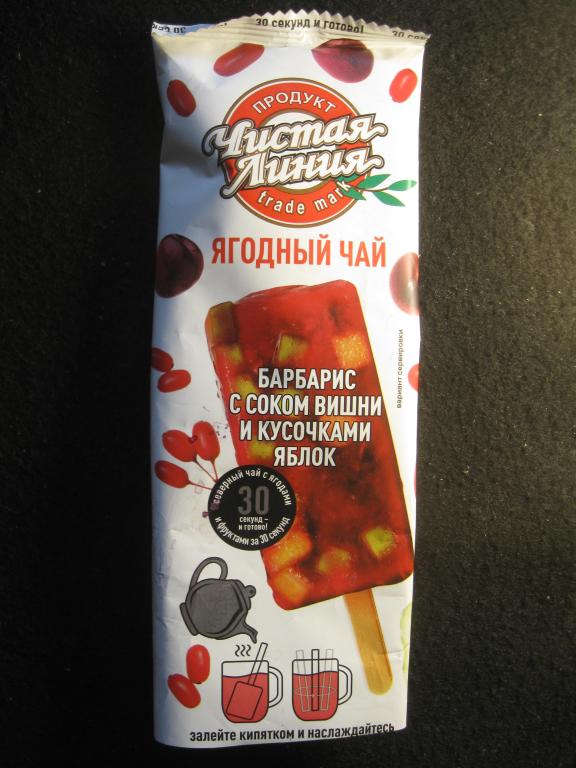 30 секунд и готово!
ПРОДУКТ
Чистая
Линия
trade mark
ЯГОДНЫЙ ЧАЙ
БАРБАРИС
С СОКОМ ВИШНИ
И КУСОЧКАМИ
ЯБЛОК
вариант сервировки
северный чай с ягодами
30
секунд –
и готово!
и фруктами за 30 секунд
залейте кипятком и наслаждайтесь